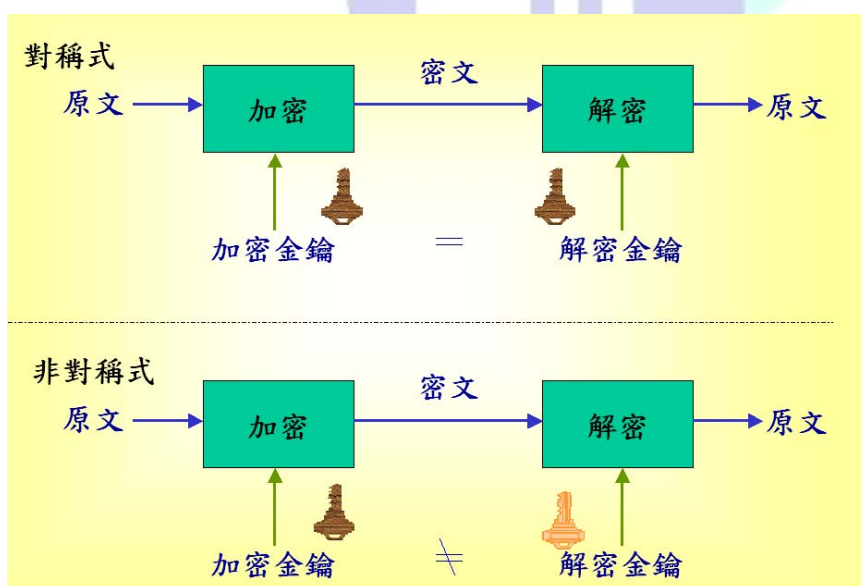 對稱式
密文
原文 加密 解密 原文
加密金鑰 = 解密金鑰
非對稱式
密文
原文 加密 解密 原文
加密金鑰 ≠ 解密金鑰